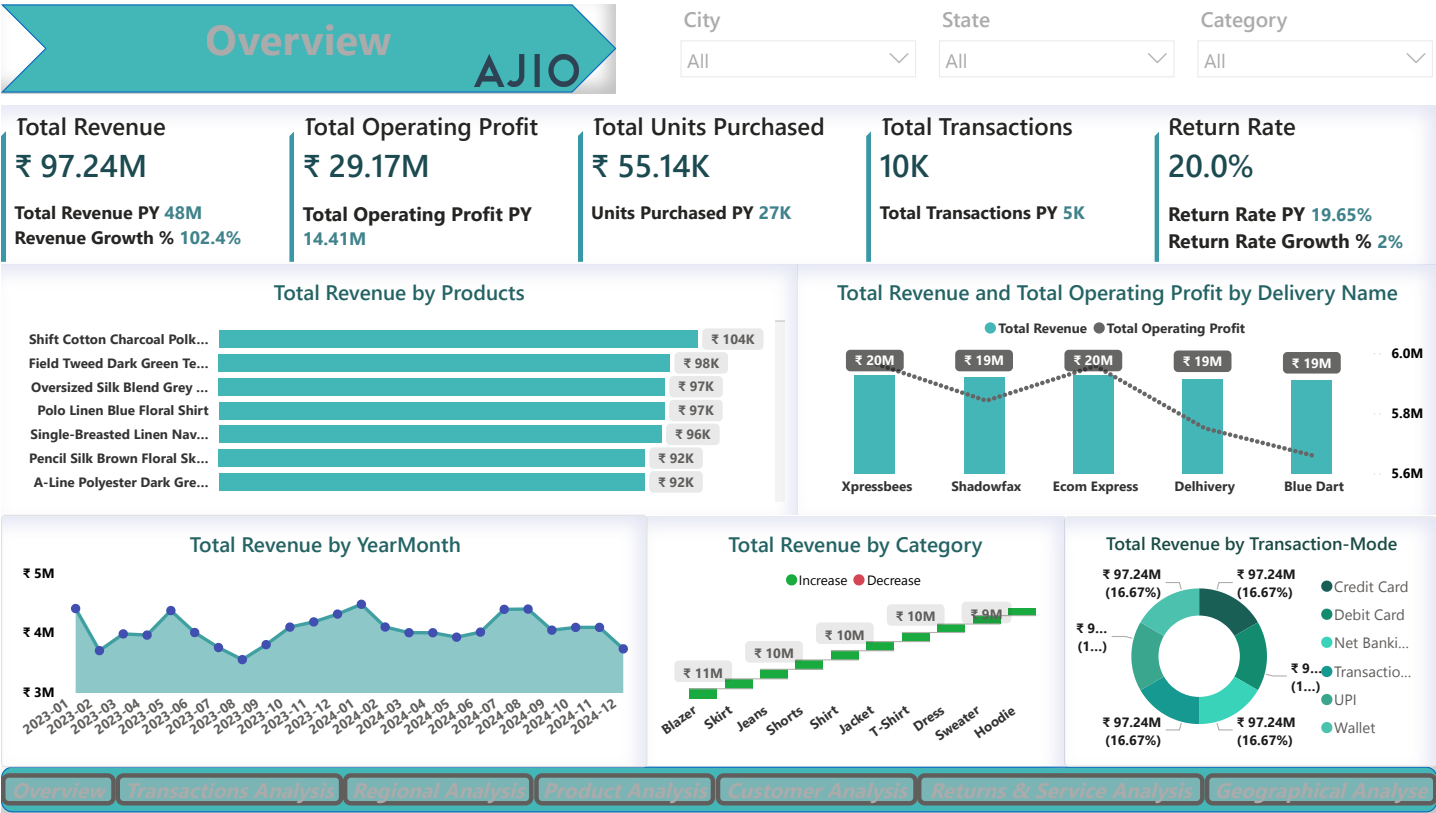 Overview
AJIO
City
All
State
All
Category
All
Total Revenue
₹ 97.24M
Total Revenue PY 48M
Revenue Growth % 102.4%
Total Operating Profit
₹ 29.17M
Total Operating Profit PY
14.41M
Total Units Purchased
₹ 55.14K
Units Purchased PY 27K
Total Transactions
10K
Total Transactions PY 5K
Return Rate
20.0%
Return Rate PY 19.65%
Return Rate Growth % 2%
Total Revenue by Products
Shift Cotton Charcoal Polk... ₹ 104K
Field Tweed Dark Green Te... ₹ 98K
Oversized Silk Blend Grey ... ₹ 97K
Polo Linen Blue Floral Shirt ₹ 97K
Single-Breasted Linen Nav... ₹ 96K
Pencil Silk Brown Floral Sk... ₹ 92K
A-Line Polyester Dark Gre... ₹ 92K
Total Revenue and Total Operating Profit by Delivery Name
Total Revenue Total Operating Profit
₹ 20M ₹ 19M ₹ 20M ₹ 19M ₹ 19M
6.0M
5.8M
5.6M
Xpressbees Shadowfax Ecom Express Delhivery Blue Dart
Total Revenue by YearMonth
₹ 5M
₹ 4M
₹ 3M
2023-01 2023-02 2023-03 2023-04 2023-05 2023-06 2023-07 2023-08 2023-09 2023-10 2023-11 2023-12 2024-01 2024-02 2024-03 2024-04 2024-05 2024-06 2024-07 2024-08 2024-09 2024-10 2024-11 2024-12
Total Revenue by Category
Increase Decrease
₹ 11M ₹ 10M ₹ 10M ₹ 10M ₹ 9M
Blazer Skirt Jeans Shorts Shirt Jacket T-Shirt Dress Sweater Hoodie
Total Revenue by Transaction-Mode
₹ 97.24M
(16.67%)
₹ 97.24M
(16.67%)
₹ 9...
(1...)
₹ 9...
(1...)
₹ 97.24M
(16.67%)
₹ 97.24M
(16.67%)
Credit Card
Debit Card
Net Banki...
Transactio...
UPI
Wallet
Overview Transactions Analysis Regional Analysis Product Analysis Customer Analysis Returns & Service Analysis Geographical Analyse